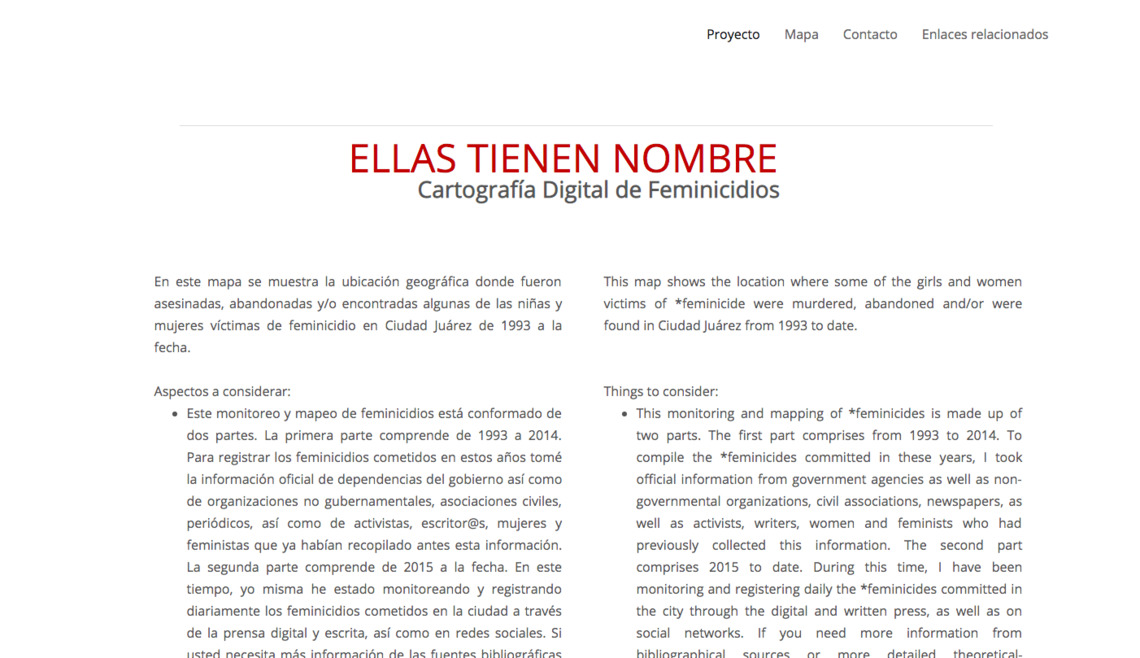 Proyecto Mapa Contacto Enlaces relacionados
ELLAS TIENEN NOMBRE
Cartografía Digital de Feminicidios
En este mapa se muestra la ubicación geográfica donde fueron
asesinadas, abandonadas y/o encontradas algunas de las niñas y
mujeres víctimas de feminicidio en Ciudad Juárez de 1993 a la
fecha.
Aspectos a considerar:
• Este monitoreo y mapeo de feminicidios está conformado de
dos partes. La primera parte comprende de 1993 a 2014.
Para registrar los feminicidios cometidos en estos años tomé
la información oficial de dependencias del gobierno así como
de organizaciones no gubernamentales, asociaciones civiles,
periódicos, así como de activistas, escritor@s, mujeres y
feministas que ya habían recopilado antes esta información.
La segunda parte comprende de 2015 a la fecha. En este
tiempo, yo misma he estado monitoreando y registrando
diariamente los feminicidios cometidos en la ciudad a través
de la prensa digital y escrita, así como en redes sociales. Si
usted necesita más información de las fuentes bibliográficas
This map shows the location where some of the girls and women
victims of *feminicide were murdered, abandoned and/or were
found in Ciudad Juárez from 1993 to date.
Things to consider:
• This monitoring and mapping of *feminicides is made up of
two parts. The first part comprises from 1993 to 2014. To
compile the *feminicides committed in these years, I took
official information from government agencies as well as non-
governmental organizations, civil associations, newspapers, as
well as activists, writers, women and feminists who had
previously collected this information. The second part
comprises 2015 to date. During this time, I have been
monitoring and registering daily the *feminicides committed in
the city through the digital and written press, as well as on
social networks. If you need more information from
bibliographical sources or more detailed theoretical-